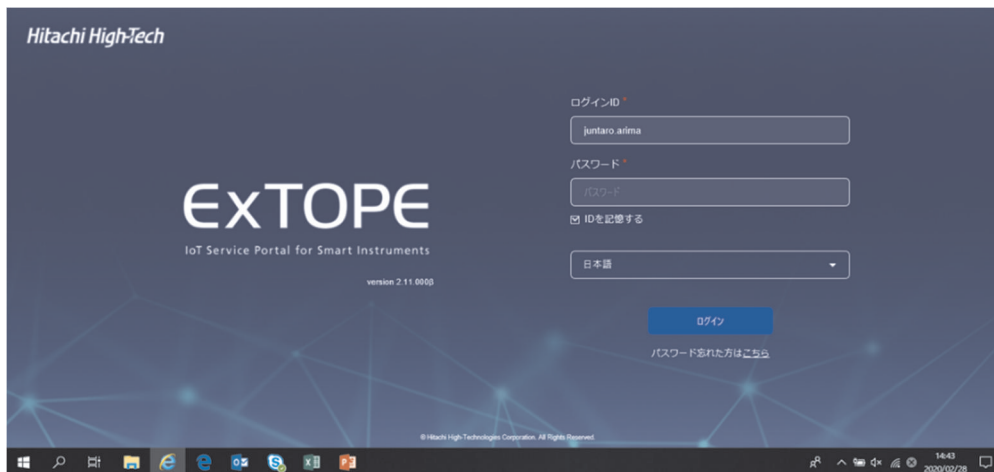 Hitachi High-Tech
ログインID *
juntaro.arima
パスワード *
パスワード
IDを記憶する
日本語
ログイン
パスワード忘れた方はこちら
ExTOPE
IoT Service Portal for Smart Instruments
version 2.11.000β
© Hitachi High-Technologies Corporation. All Rights Reserved.
14:43
2020/02/28